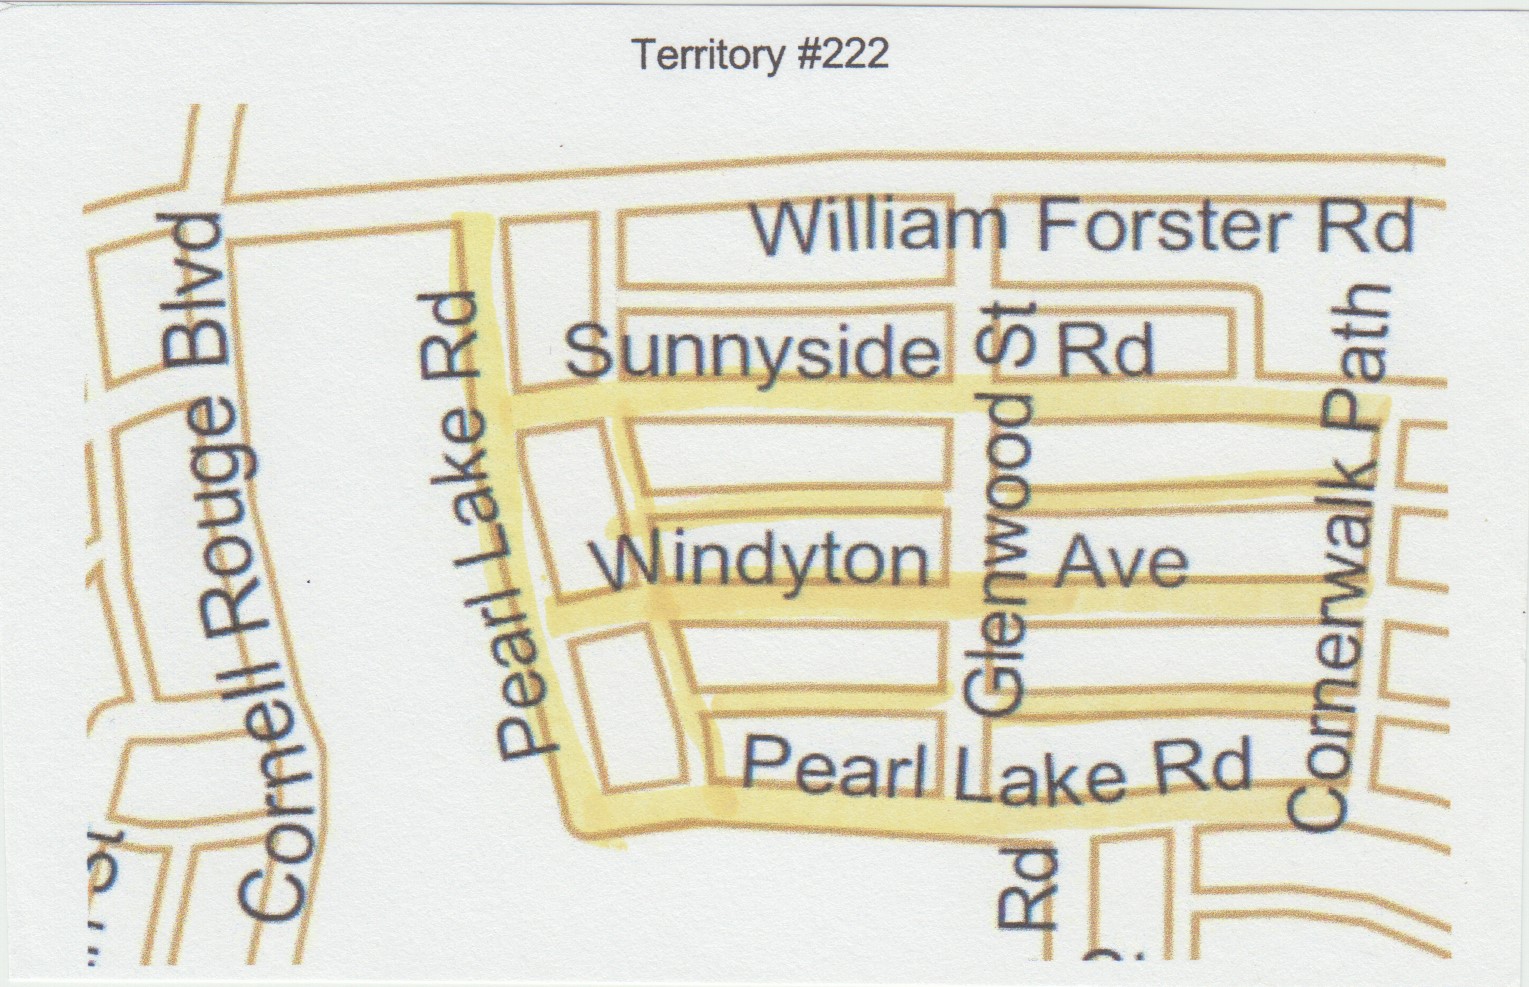 Territory #222
William Forster Rd
Cornell Rouge Blvd
Pearl Lake Rd
Sunnyside Rd
Glenwood St
Cornerwalk Path
Windyton Ave
Pearl Lake Rd
Rd